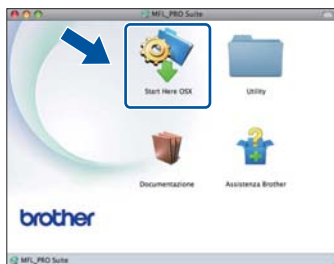 MFL_PRO Suite
Start Here OSX
Utility
Documentazione
Assistenza Brother
brother
MFL_PRO Suite